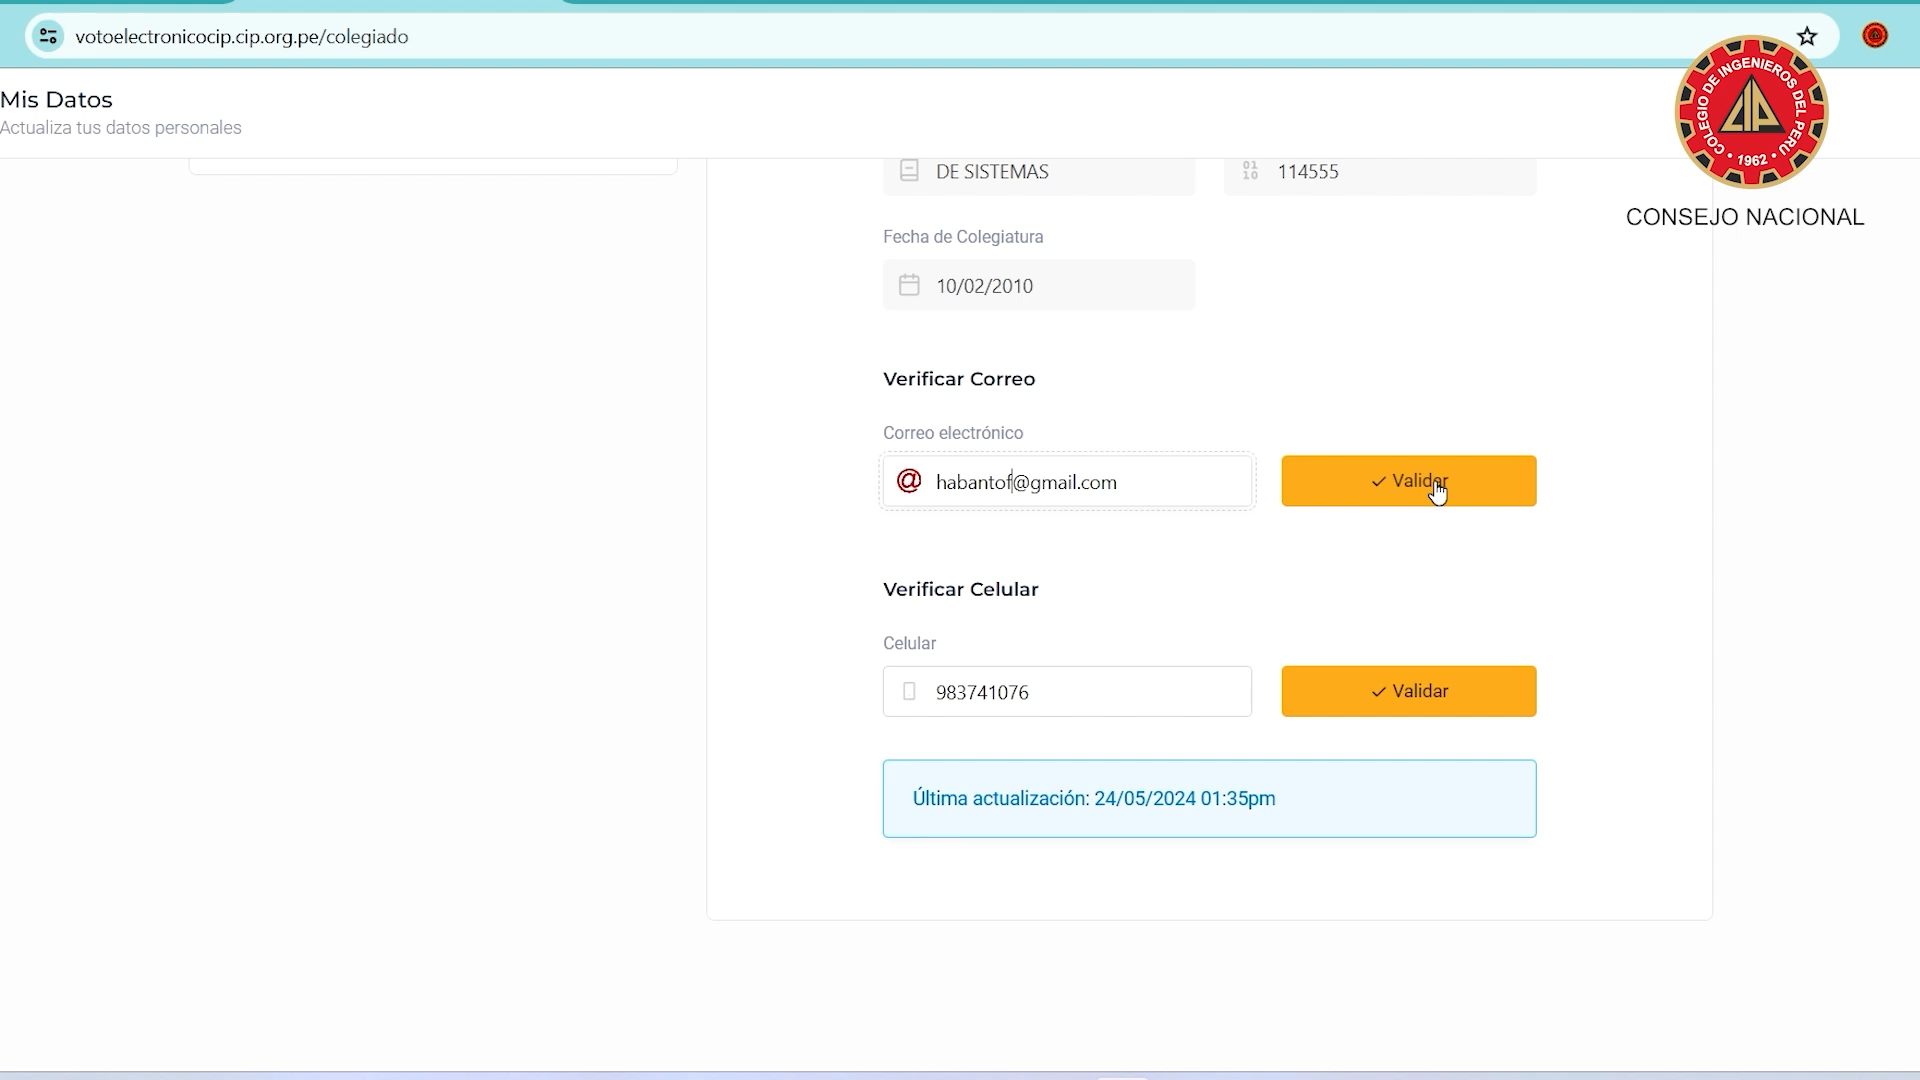 votoelectronicocip.cip.org.pe/colegiado
Mis Datos
Actualiza tus datos personales
COLEGIO DE INGENIEROS DEL PERU
CIP
• 1962 •
CONSEJO NACIONAL
DE SISTEMAS
114555
Fecha de Colegiatura
10/02/2010
Verificar Correo
Correo electrónico
habantof@gmail.com
Validar
Verificar Celular
Celular
983741076
Validar
Última actualización: 24/05/2024 01:35pm